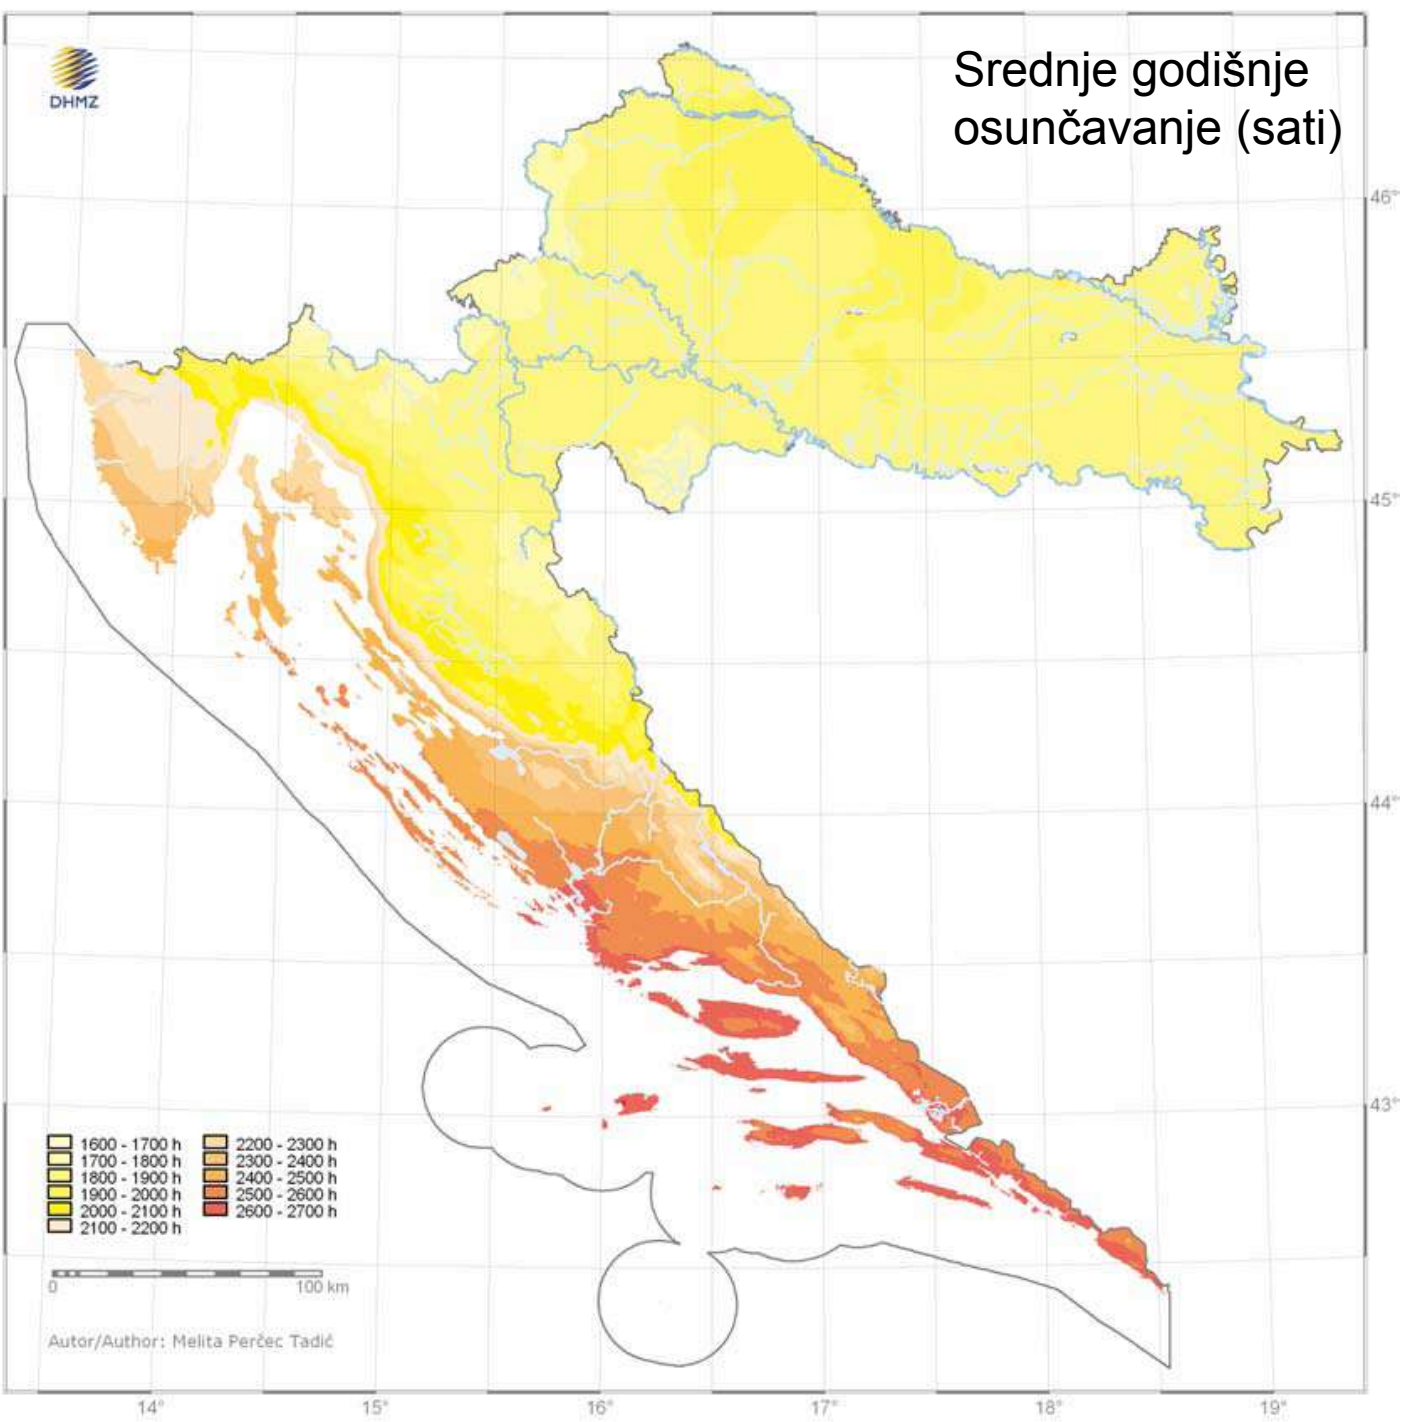 DHMZ
Srednje godišnje
osunčavanje (sati)
46°
45°
44°
43°
1600 - 1700 h
1700 - 1800 h
1800 - 1900 h
1900 - 2000 h
2000 - 2100 h
2100 - 2200 h
2200 - 2300 h
2300 - 2400 h
2400 - 2500 h
2500 - 2600 h
2600 - 2700 h
0 100 km
Autor/Author: Melita Perčec Tadić
14° 15° 16° 17° 18° 19°